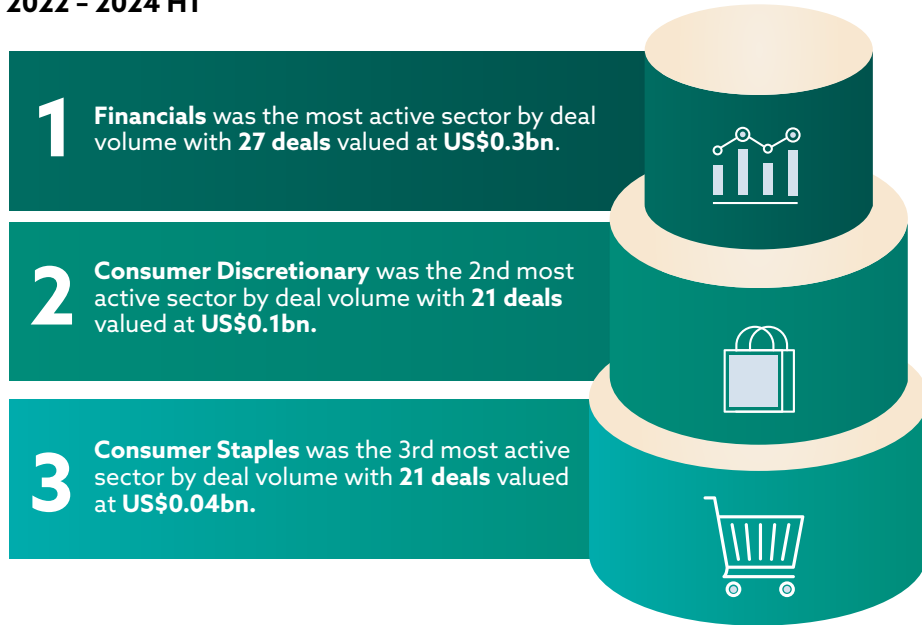 2022 – 2024 H1
1
Financials was the most active sector by deal
volume with 27 deals valued at US$0.3bn.
2
Consumer Discretionary was the 2nd most
active sector by deal volume with 21 deals
valued at US$0.1bn.
3
Consumer Staples was the 3rd most active
sector by deal volume with 21 deals valued
at US$0.04bn.